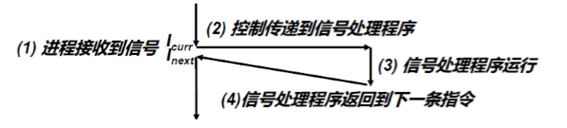 (2) 控制传递到信号处理程序
(1) 进程接收到信号 Icurr
Inext
(3) 信号处理程序运行
(4)信号处理程序返回到下一条指令